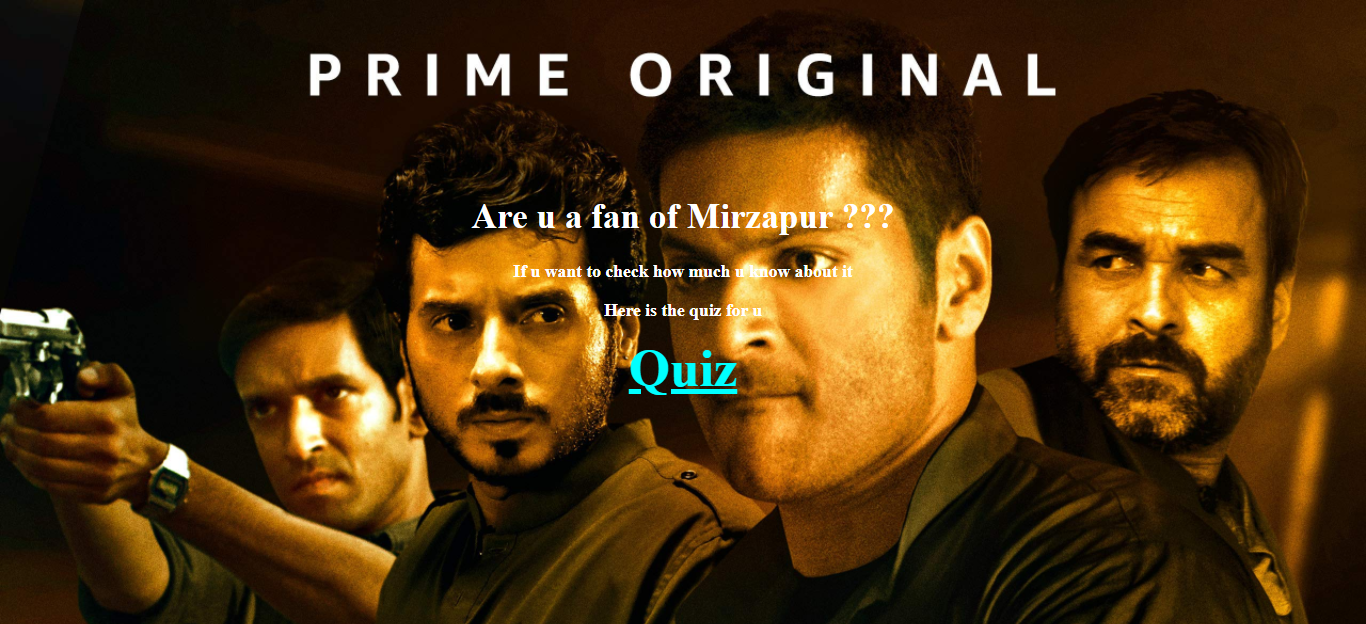 PRIME ORIGINAL
Are u a fan of Mirzapur ???
If u want to check how much u know about it
Here is the quiz for u
Quiz